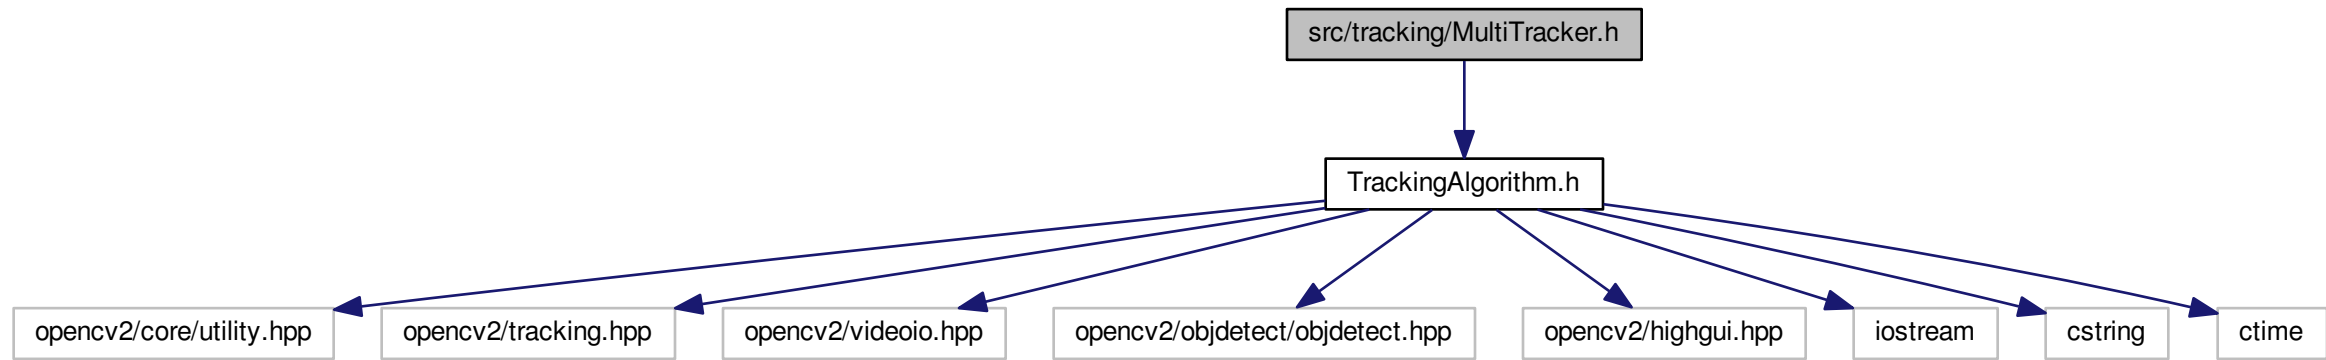 src/tracking/MultiTracker.h
TrackingAlgorithm.h
opencv2/core/utility.hpp
opencv2/tracking.hpp
opencv2/videoio.hpp
opencv2/objdetect/objdetect.hpp
opencv2/highgui.hpp
iostream
cstring
ctime